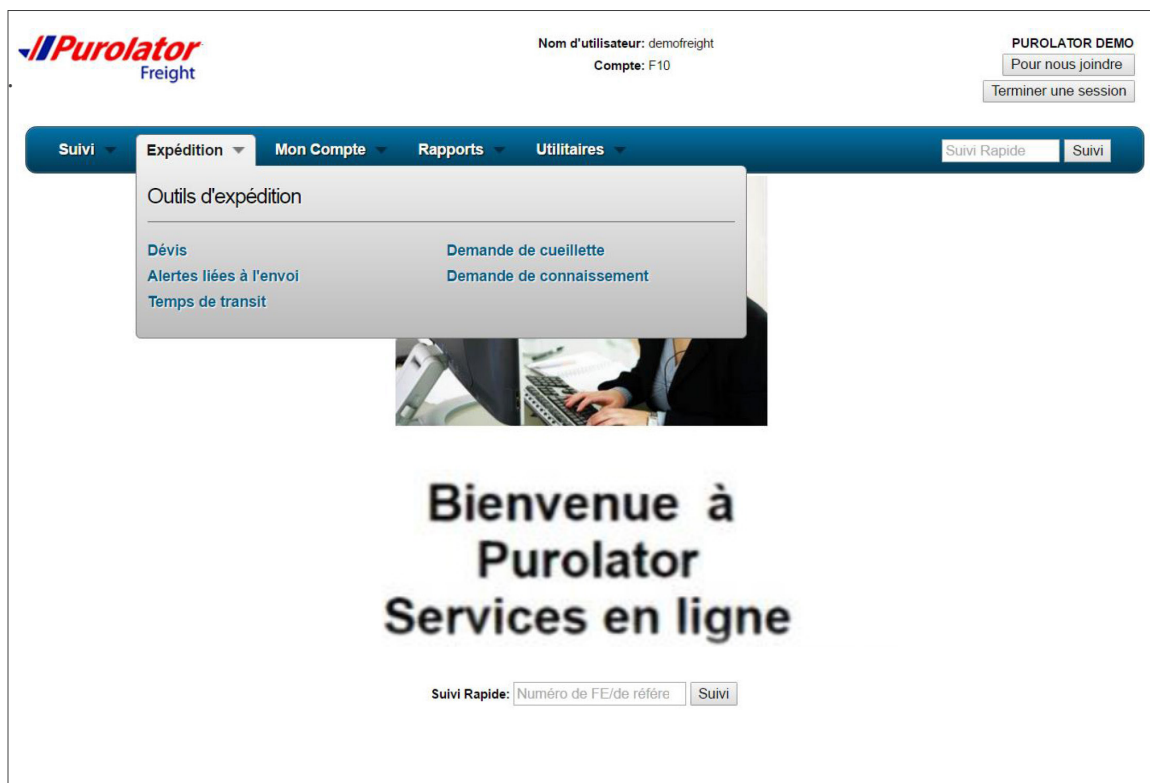 Purolator
Freight
Nom d'utilisateur: demofreight
Compte: F10
PUROLATOR DEMO
Pour nous joindre
Terminer une session
Suivi Expédition Mon Compte Rapports Utilitaires Suivi Rapide Suivi
Outils d'expédition
Dévis Demande de cueillette
Alertes liées à l'envoi Demande de connaissement
Temps de transit
Bienvenue à
Purolator
Services en ligne
Suivi Rapide: Numéro de FE/de référe Suivi